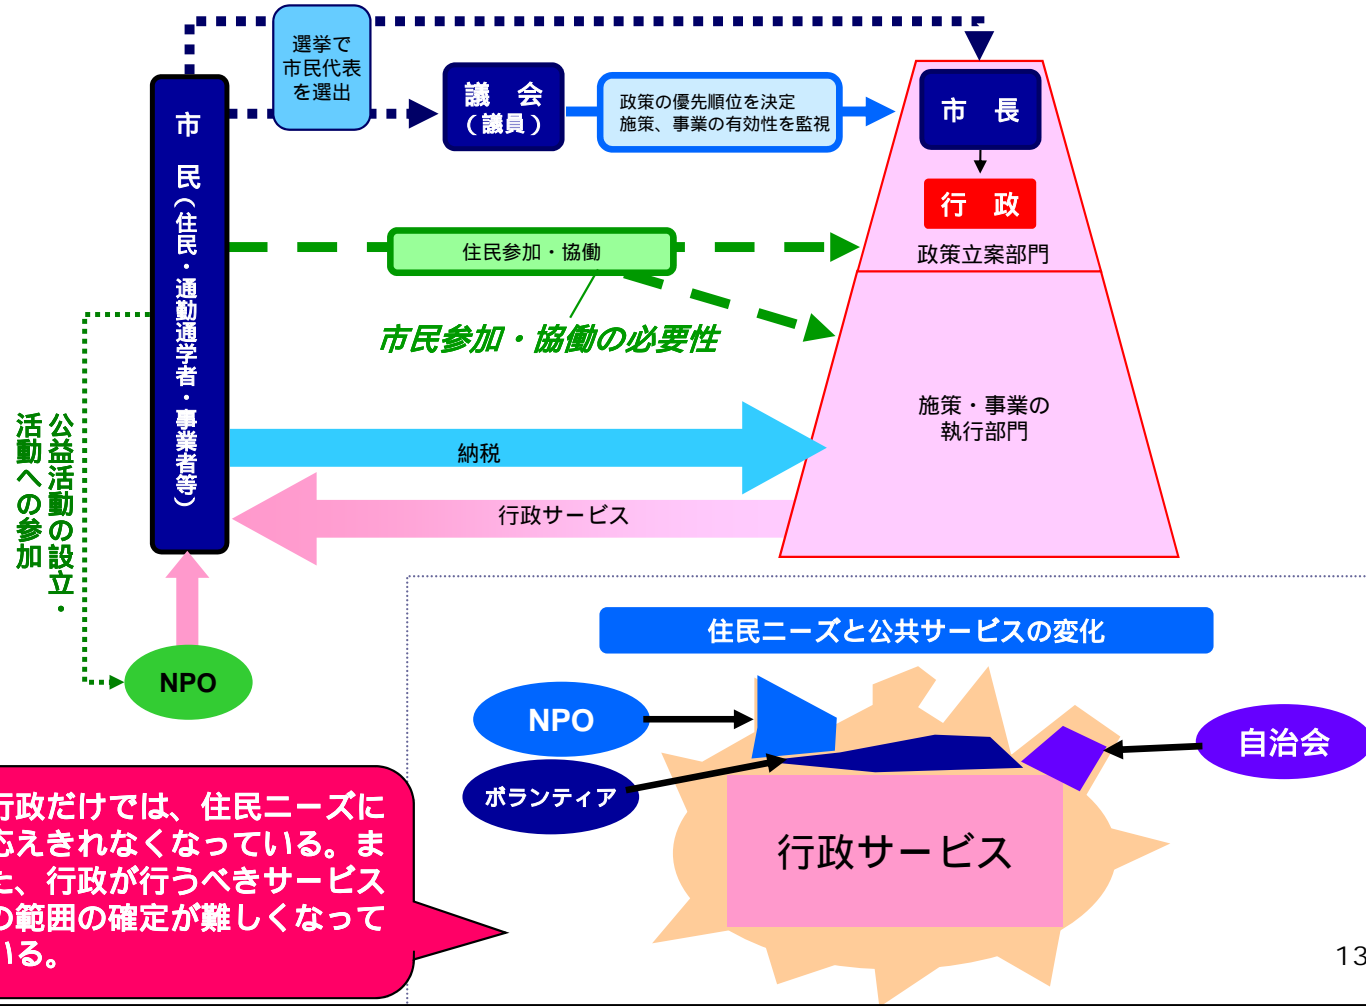 選挙で
市民代表
を選出
議　会
（議員）
政策の優先順位を決定
施策、事業の有効性を監視
市　長
行　政
政策立案部門
市　民（住民・通勤通学者・事業者等）
住民参加・協働
市民参加・協働の必要性
施策・事業の
執行部門
納税
行政サービス
公益活動の設立・
活動への参加
NPO
住民ニーズと公共サービスの変化
NPO
ボランティア
自治会
行政サービス
行政だけでは、住民ニーズに
応えきれなくなっている。ま
た、行政が行うべきサービス
の範囲の確定が難しくなって
いる。
13